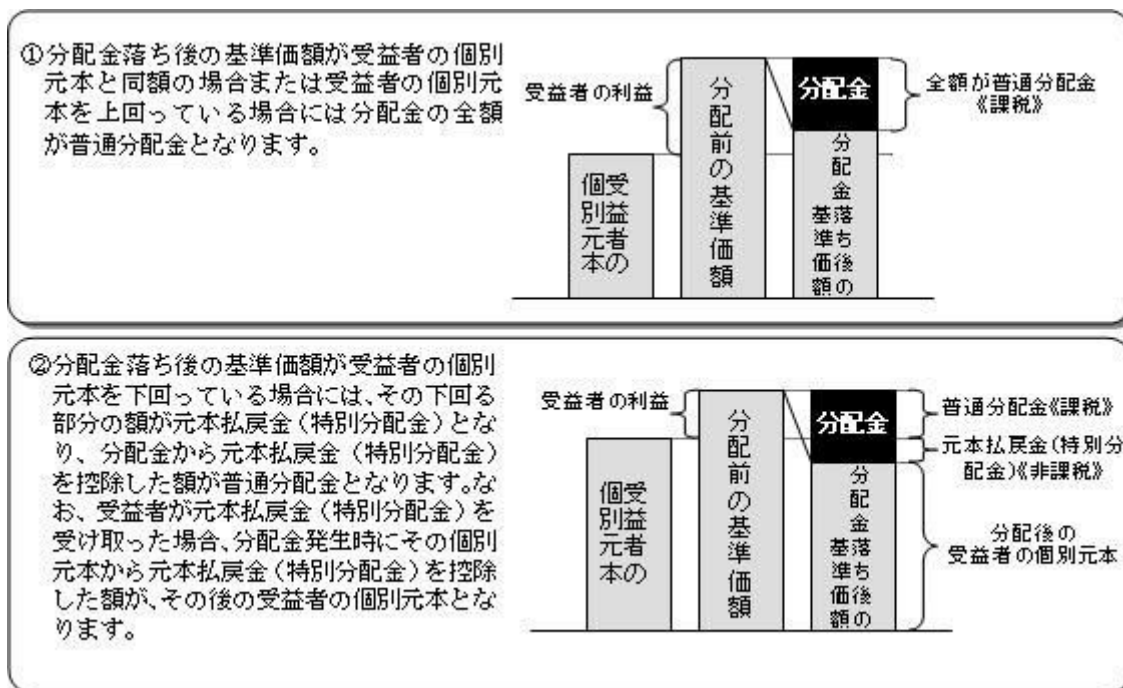 ①分配金落ち後の基準価額が受益者の個別
元本と同額の場合または受益者の個別元
本を上回っている場合には分配金の全額
が普通分配金となります。
受益者の利益
受益者の
個別元本
分配前の基準価額
分配金
分配金落ち後の
基準価額
全額が普通分配金
《課税》
②分配金落ち後の基準価額が受益者の個別
元本を下回っている場合には、その下回る
部分の額が元本払戻金（特別分配金）とな
り、分配金から元本払戻金（特別分配金）
を控除した額が普通分配金となります。な
お、受益者が元本払戻金（特別分配金）を
受け取った場合、分配金発生時にその個別
元本から元本払戻金（特別分配金）を控除
した額が、その後の受益者の個別元本とな
ります。
受益者の利益
受益者の
個別元本
分配前の基準価額
分配金
分配金落ち後の
基準価額
普通分配金《課税》
元本払戻金(特別分
配金)《非課税》
分配後の
受益者の個別元本